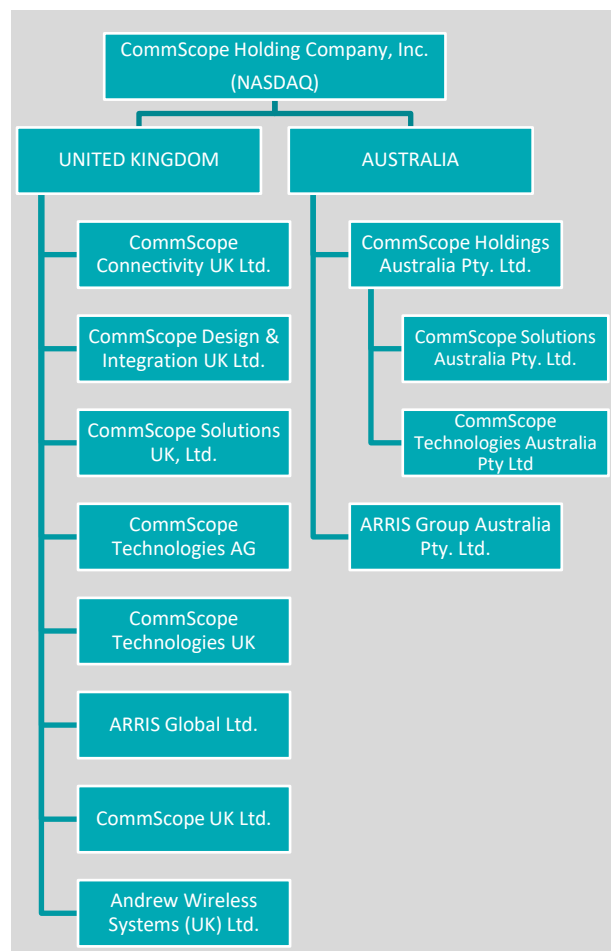 CommScope Holding Company, Inc.
(NASDAQ)
UNITED KINGDOM
CommScope
Connectivity UK Ltd.
CommScope Design &
Integration UK Ltd.
CommScope Solutions
UK, Ltd.
CommScope
Technologies AG
CommScope
Technologies UK
ARRIS Global Ltd.
CommScope UK Ltd.
Andrew Wireless
Systems (UK) Ltd.
AUSTRALIA
CommScope Holdings
Australia Pty. Ltd.
CommScope Solutions
Australia Pty. Ltd.
CommScope
Technologies Australia
Pty Ltd
ARRIS Group Australia
Pty. Ltd.